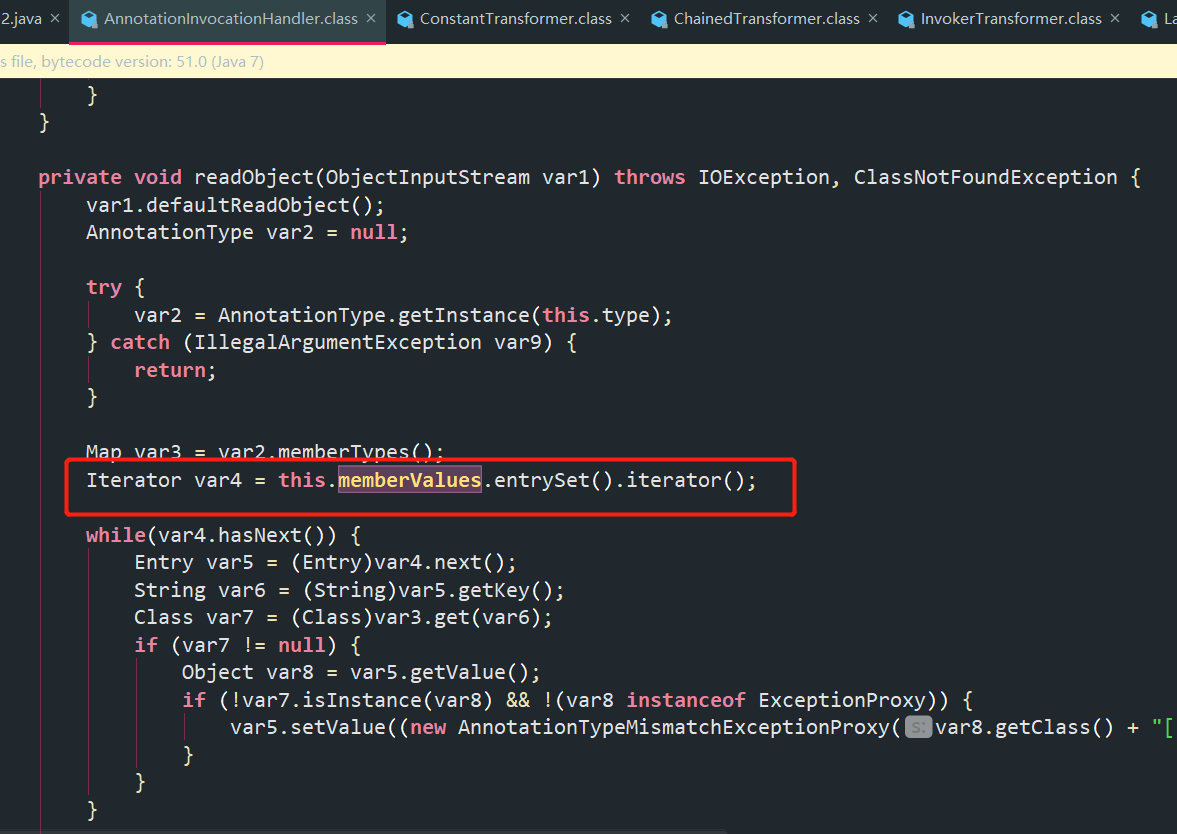 2.java × AnnotationInvocationHandler.class × ConstantTransformer.class × ChainedTransformer.class × InvokerTransformer.class × La
s file, bytecode version: 51.0 (Java 7)
}
}
private void readObject(ObjectInputStream var1) throws IOException, ClassNotFoundException {
var1.defaultReadObject();
AnnotationType var2 = null;
try {
var2 = AnnotationType.getInstance(this.type);
} catch (IllegalArgumentException var9) {
return;
}
Map var3 = var2.memberTypes();
Iterator var4 = this.memberValues.entrySet().iterator();
while(var4.hasNext()) {
Entry var5 = (Entry)var4.next();
String var6 = (String)var5.getKey();
Class var7 = (Class)var3.get(var6);
if (var7 != null) {
Object var8 = var5.getValue();
if (!var7.isInstance(var8) && !(var8 instanceof ExceptionProxy)) {
var5.setValue((new AnnotationTypeMismatchExceptionProxy( s: var8.getClass() + "[
}
}
}